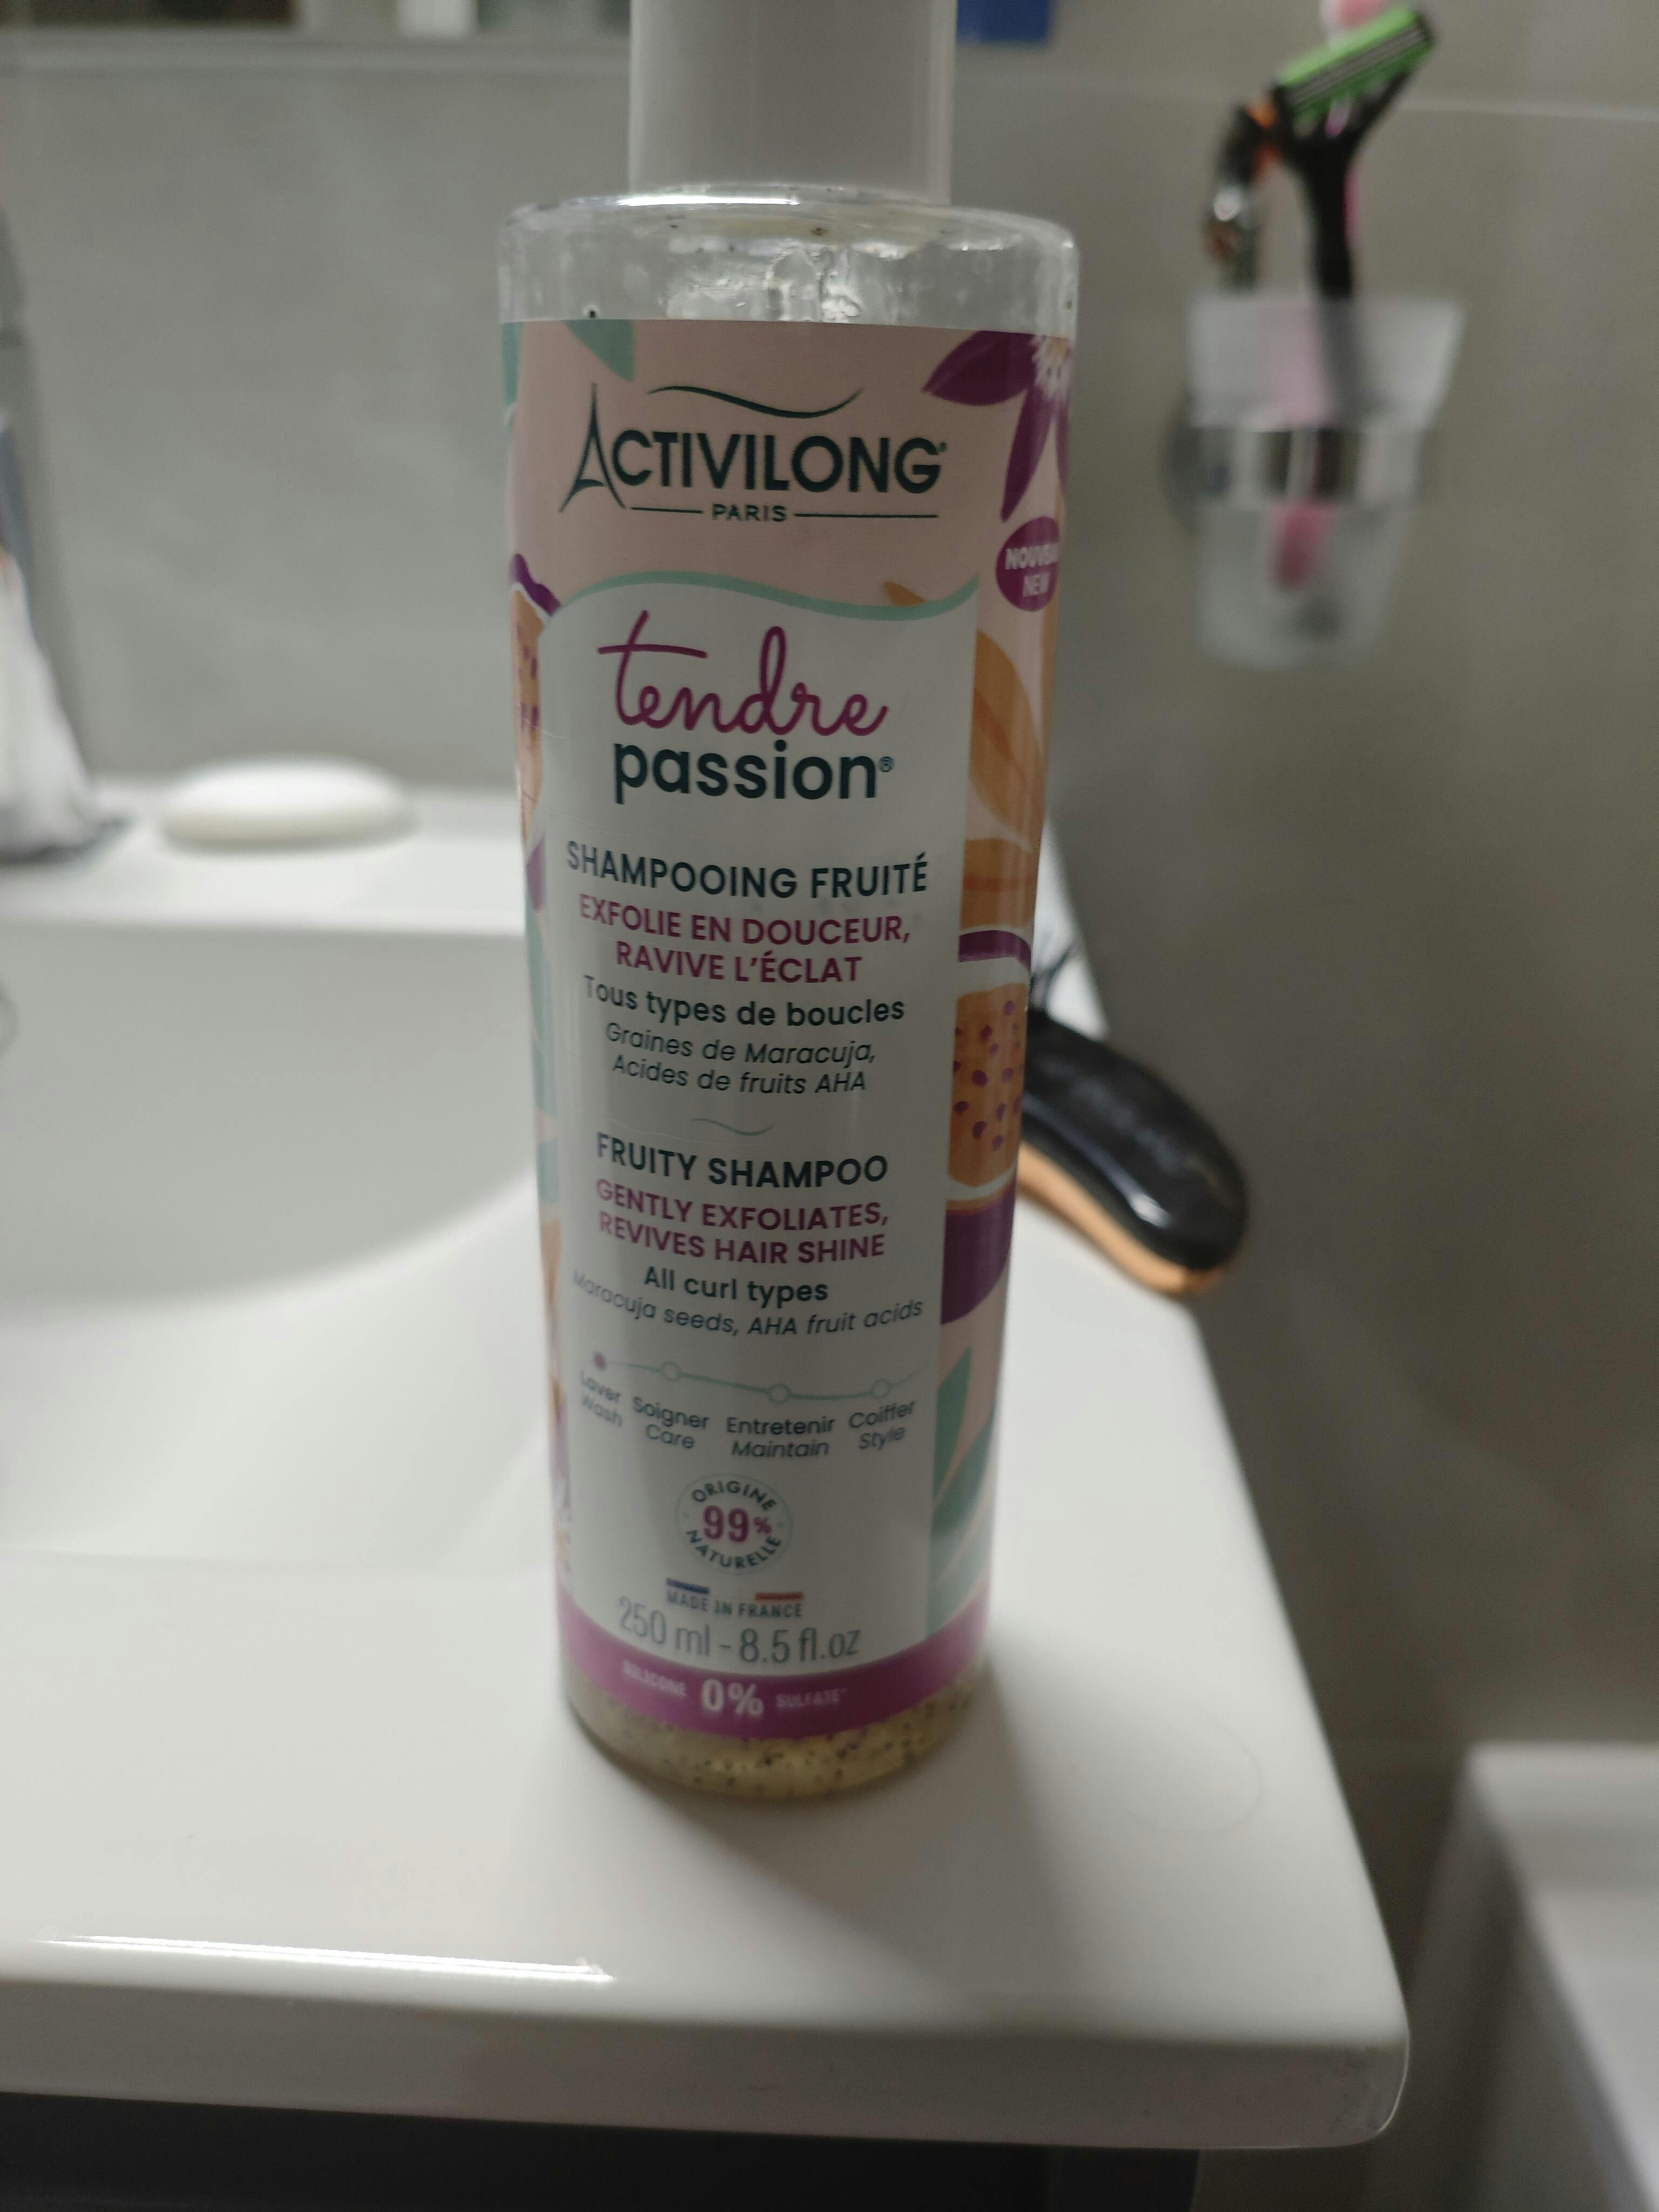 ACTIVILONG®
PARIS
NEW
tendre
passion®
SHAMPOOING FRUITÉ
EXFOLIE EN DOUCEUR,
RAVIVE L'ÉCLAT
Tous types de boucles
Graines de Maracuja,
Acides de fruits AHA
FRUITY SHAMPOO
GENTLY EXFOLIATES,
REVIVES HAIR SHINE
All curl types
Maracuja seeds, AHA fruit acids
Laver Soigner Entretenir Coiffer
Wash Care Maintain Style
ORIGINE
99%
NATURELLE
MADE IN FRANCE
250 ml - 8.5 fl.oz
SILICONE 0% SULFATE*